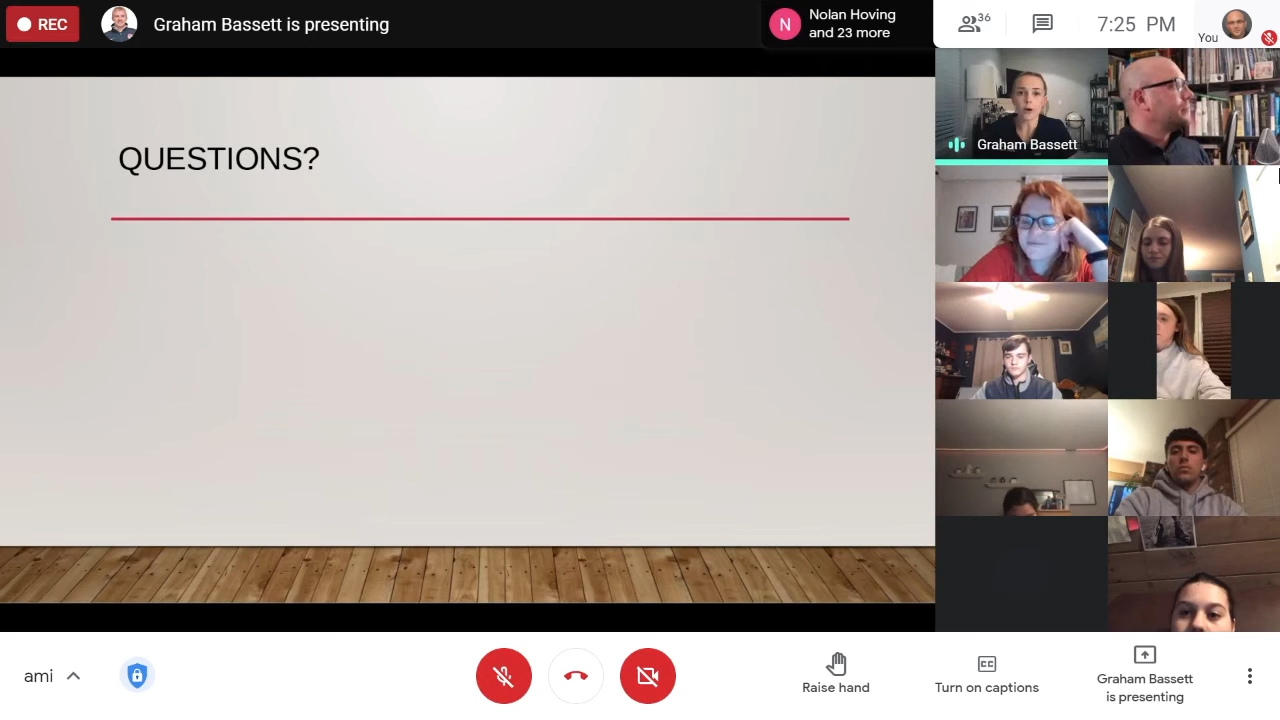 REC
Graham Bassett is presenting
N
Nolan Hoving
and 23 more
36
7:25 PM
You
Graham Bassett
QUESTIONS?
ami
Raise hand
CC
Turn on captions
Graham Bassett
is presenting